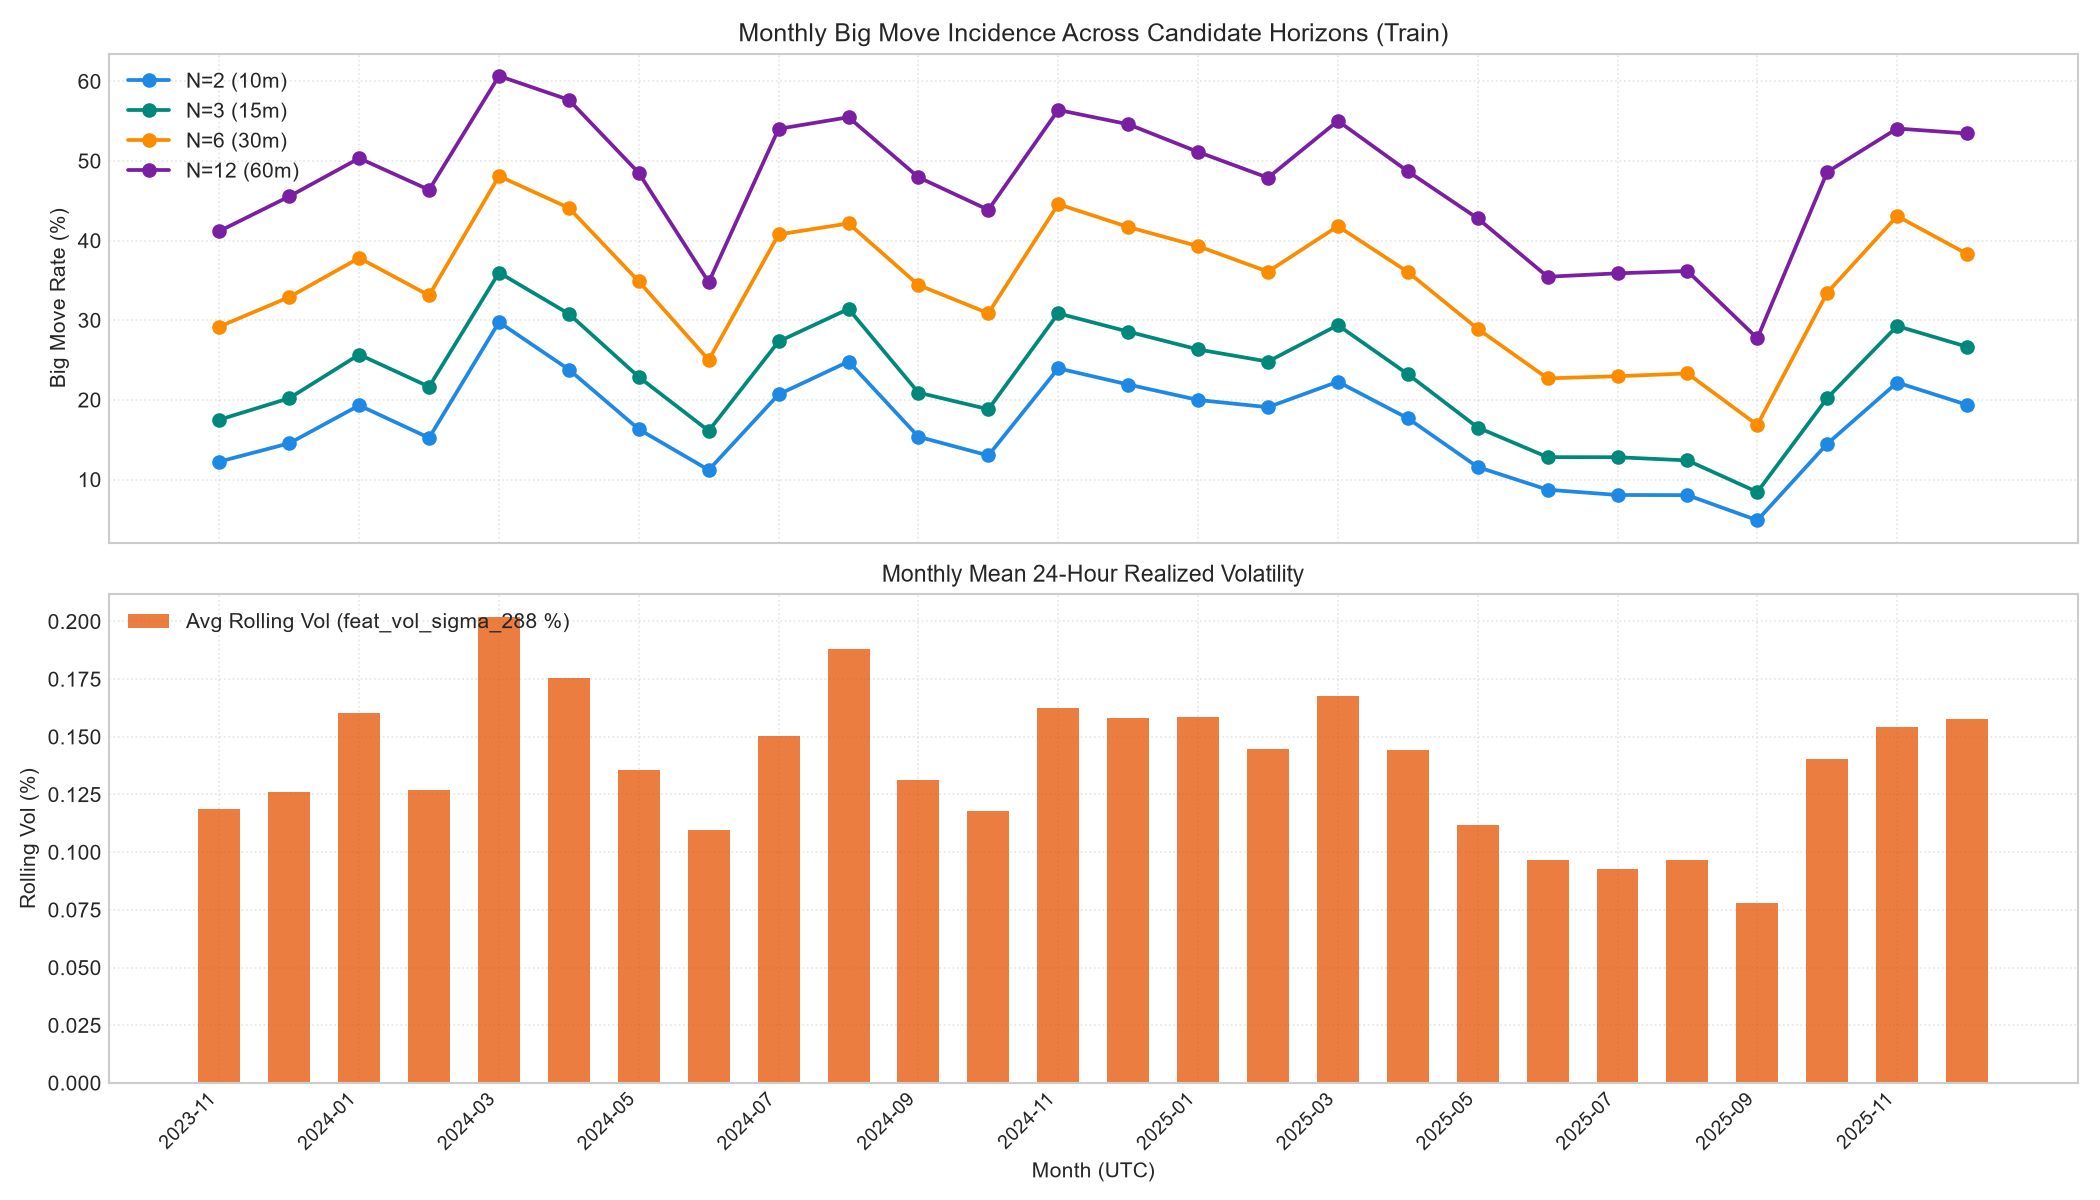 Monthly Big Move Incidence Across Candidate Horizons (Train)
Big Move Rate (%)
60
50
40
30
20
10
N=2 (10m)
N=3 (15m)
N=6 (30m)
N=12 (60m)
Monthly Mean 24-Hour Realized Volatility
Rolling Vol (%)
0.200
0.175
0.150
0.125
0.100
0.075
0.050
0.025
0.000
Avg Rolling Vol (feat_vol_sigma_288 %)
2023-11
2024-01
2024-03
2024-05
2024-07
2024-09
2024-11
2025-01
2025-03
2025-05
2025-07
2025-09
2025-11
Month (UTC)